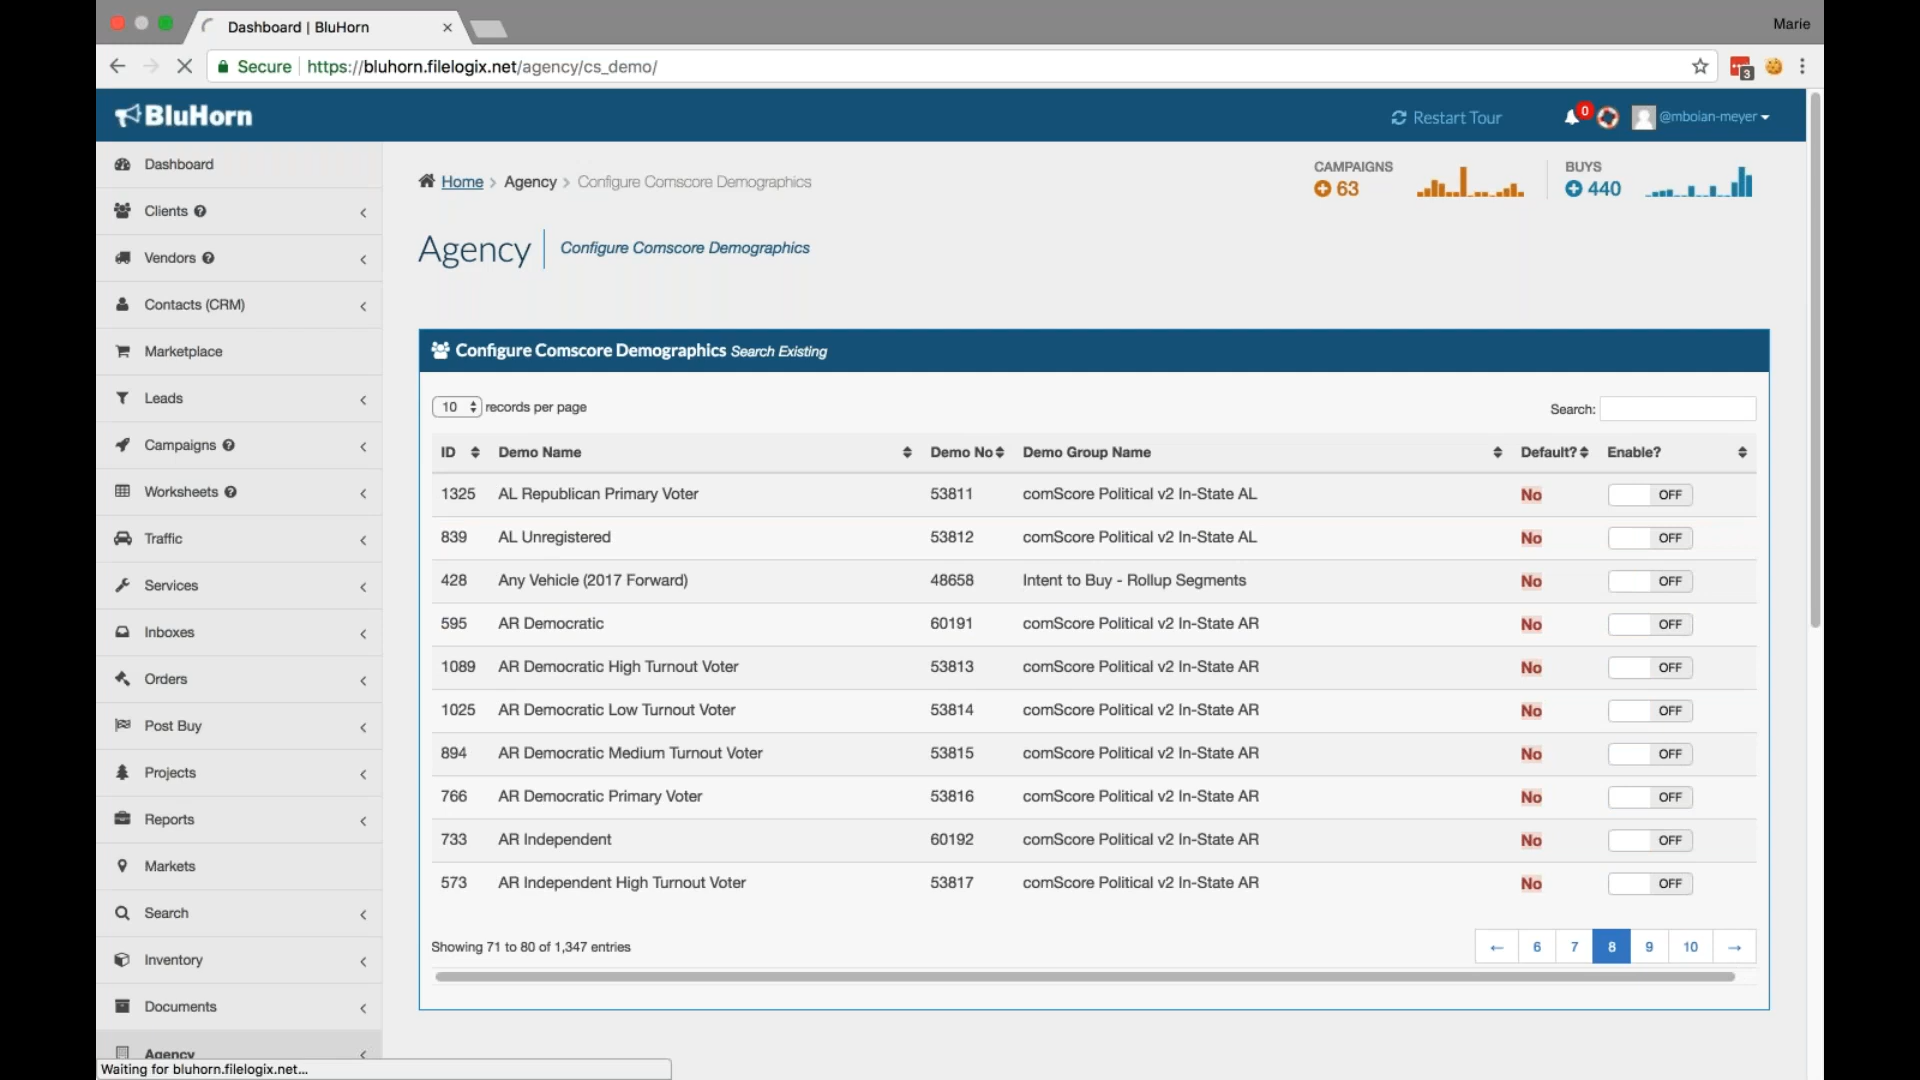 Dashboard | BluHorn
Marie
Secure https://bluhorn.filelogix.net/agency/cs_demo/
3
BluHorn
Restart Tour
0
@mboian-meyer
Dashboard
Clients
Vendors
Contacts (CRM)
Marketplace
Leads
Campaigns
Worksheets
Traffic
Services
Inboxes
Orders
Post Buy
Projects
Reports
Markets
Search
Inventory
Documents
Agency
Waiting for bluhorn.filelogix.net...
Home > Agency > Configure Comscore Demographics
CAMPAIGNS
63
BUYS
440
Agency Configure Comscore Demographics
Configure Comscore Demographics Search Existing
10 records per page
Search:
ID Demo Name Demo No Demo Group Name Default? Enable?
1325 AL Republican Primary Voter 53811 comScore Political v2 In-State AL No OFF
839 AL Unregistered 53812 comScore Political v2 In-State AL No OFF
428 Any Vehicle (2017 Forward) 48658 Intent to Buy - Rollup Segments No OFF
595 AR Democratic 60191 comScore Political v2 In-State AR No OFF
1089 AR Democratic High Turnout Voter 53813 comScore Political v2 In-State AR No OFF
1025 AR Democratic Low Turnout Voter 53814 comScore Political v2 In-State AR No OFF
894 AR Democratic Medium Turnout Voter 53815 comScore Political v2 In-State AR No OFF
766 AR Democratic Primary Voter 53816 comScore Political v2 In-State AR No OFF
733 AR Independent 60192 comScore Political v2 In-State AR No OFF
573 AR Independent High Turnout Voter 53817 comScore Political v2 In-State AR No OFF
Showing 71 to 80 of 1,347 entries
← 6 7 8 9 10 →